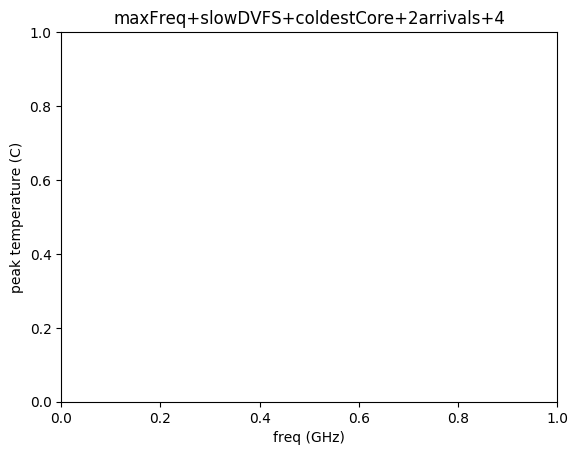 maxFreq+slowDVFS+coldestCore+2arrivals+4
1.0
0.8
0.6
0.4
0.2
0.0
peak temperature (C)
0.0 0.2 0.4 0.6 0.8 1.0
freq (GHz)